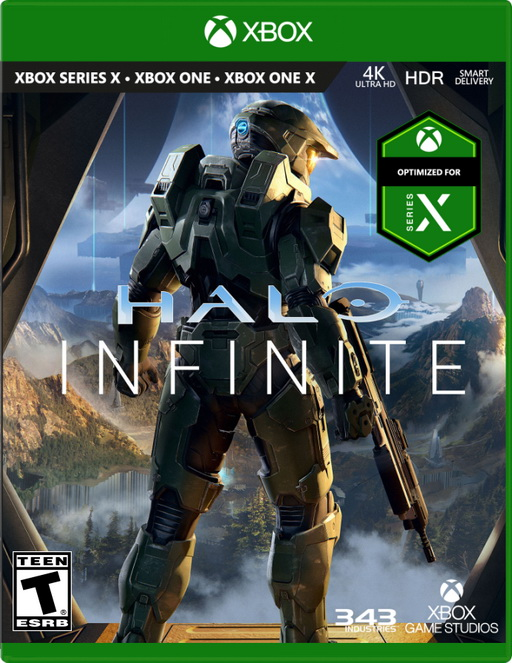 XBOX
XBOX SERIES X • XBOX ONE • XBOX ONE X
4K
ULTRA HD
HDR
SMART
DELIVERY
OPTIMIZED FOR
SERIES
X
HALO
INFINITE
TEEN
T
®
ESRB
343
INDUSTRIES
XBOX
GAME STUDIOS